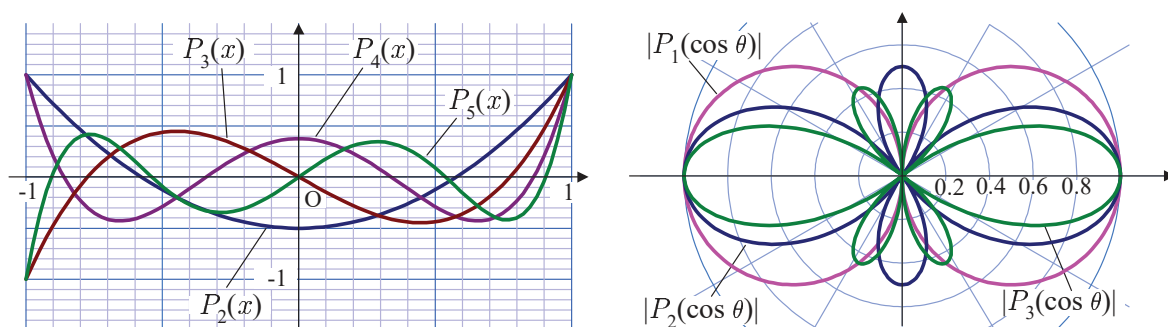 P₃(x)
P₄(x)
1
P₅(x)
-1
O
1
-1
P₂(x)
|P₁(cos θ)|
0.2 0.4 0.6 0.8
|P₂(cos θ)|
|P₃(cos θ)|